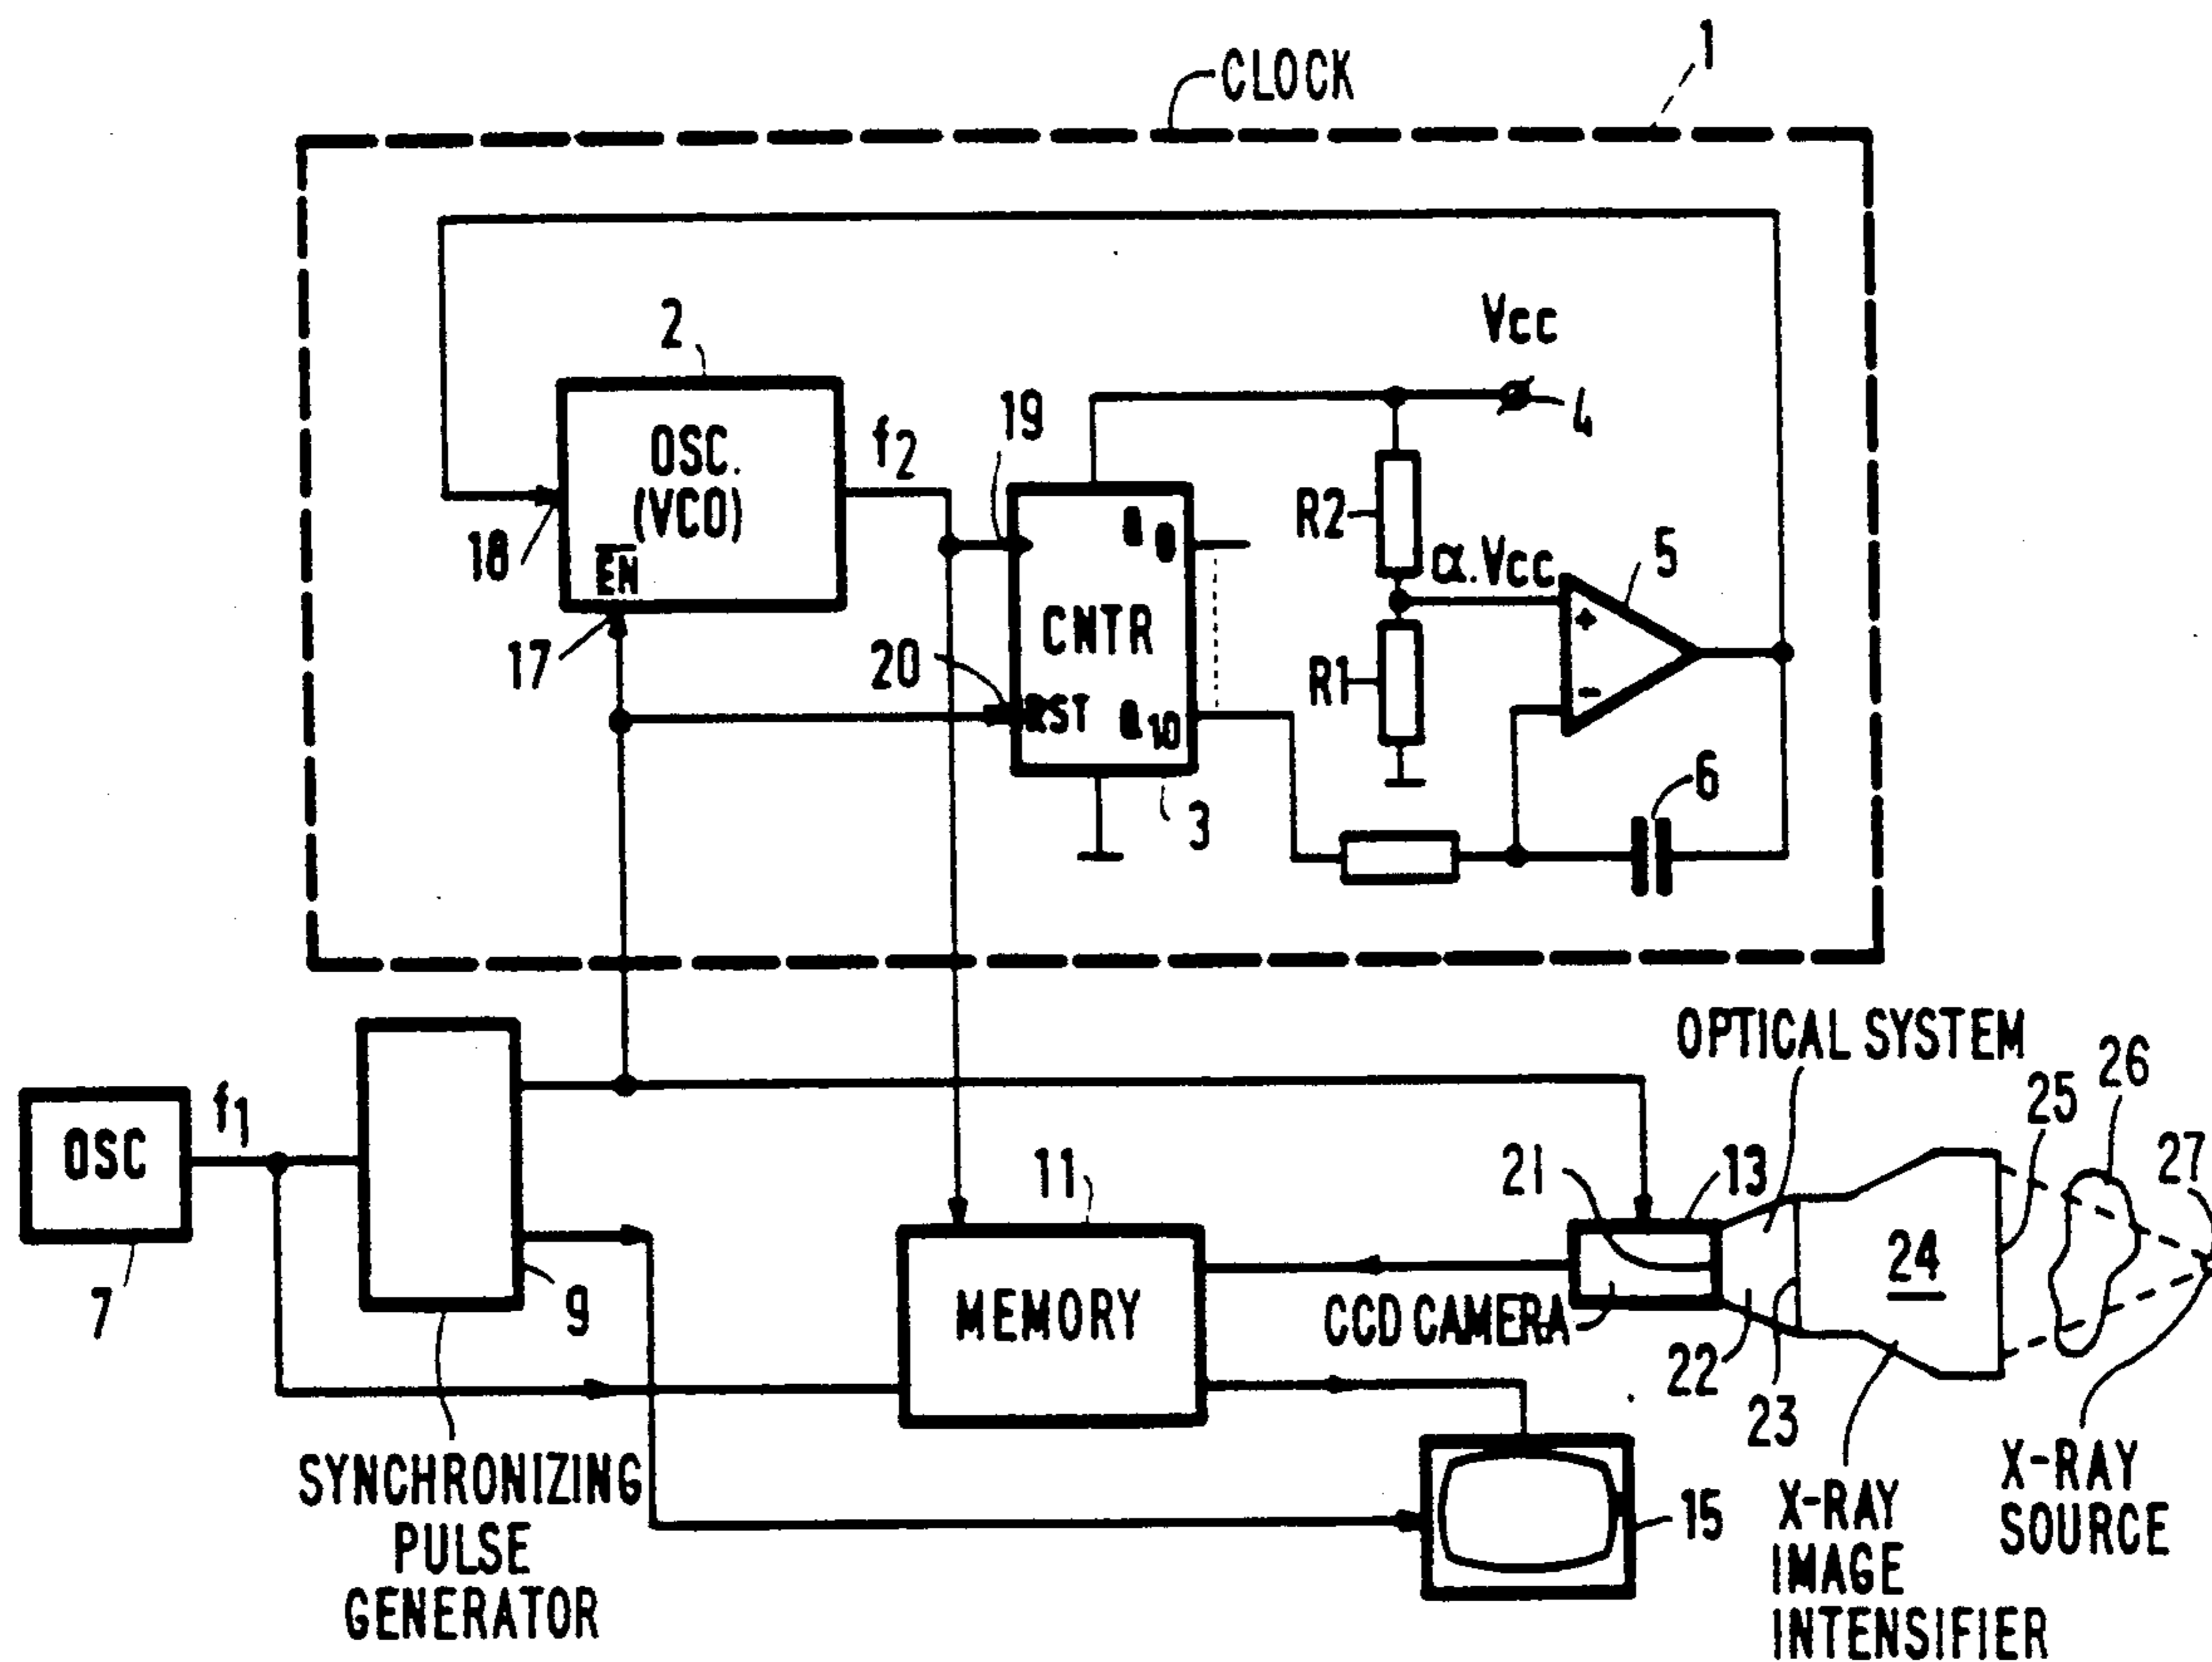 1
CLOCK
2
OSC.
(VCO)
EN
f2
18
17
19
20
CNTR
RST
Q0
Q10
3
Vcc
4
R2
R1
α.Vcc
5
+
-
6
OSC
f1
7
9
SYNCHRONIZING
PULSE
GENERATOR
11
MEMORY
OPTICAL SYSTEM
21
13
CCD CAMERA
22
23
24
25
26
27
X-RAY
IMAGE
INTENSIFIER
X-RAY
SOURCE
15